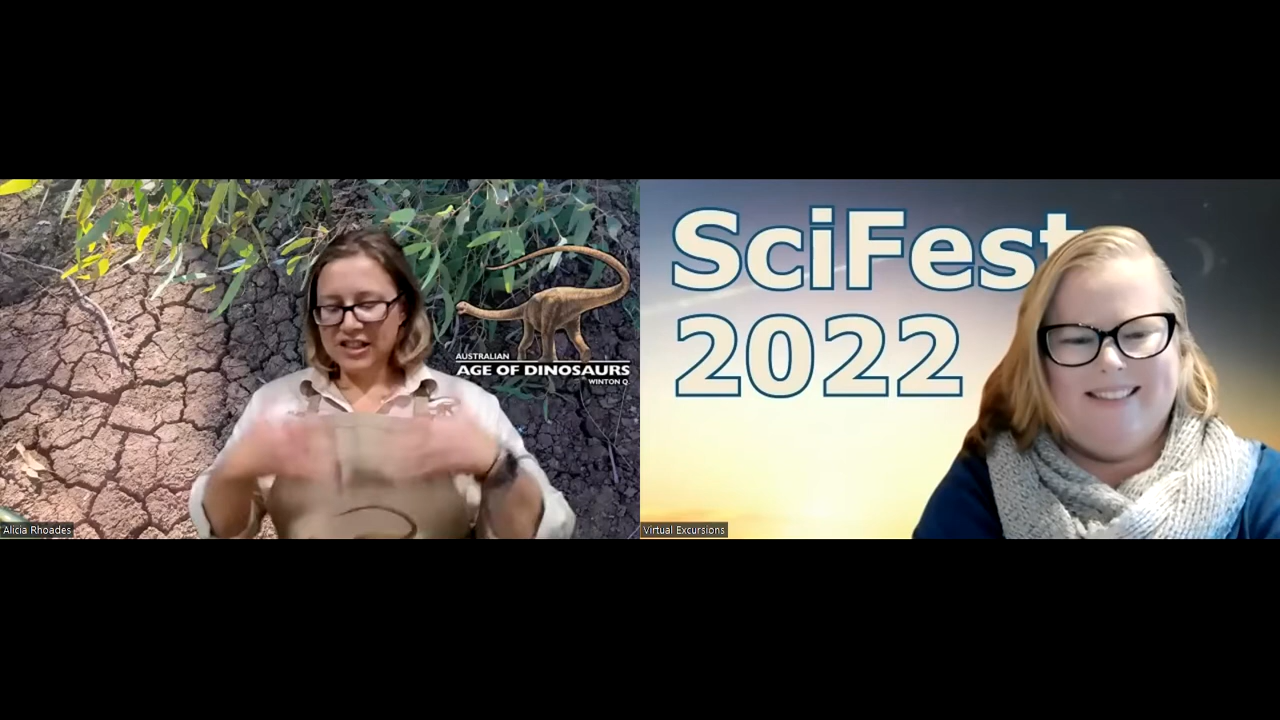 AUSTRALIAN
AGE OF DINOSAURS
WINTON Q.
Alicia Rhoades
SciFest
2022
Virtual Excursions